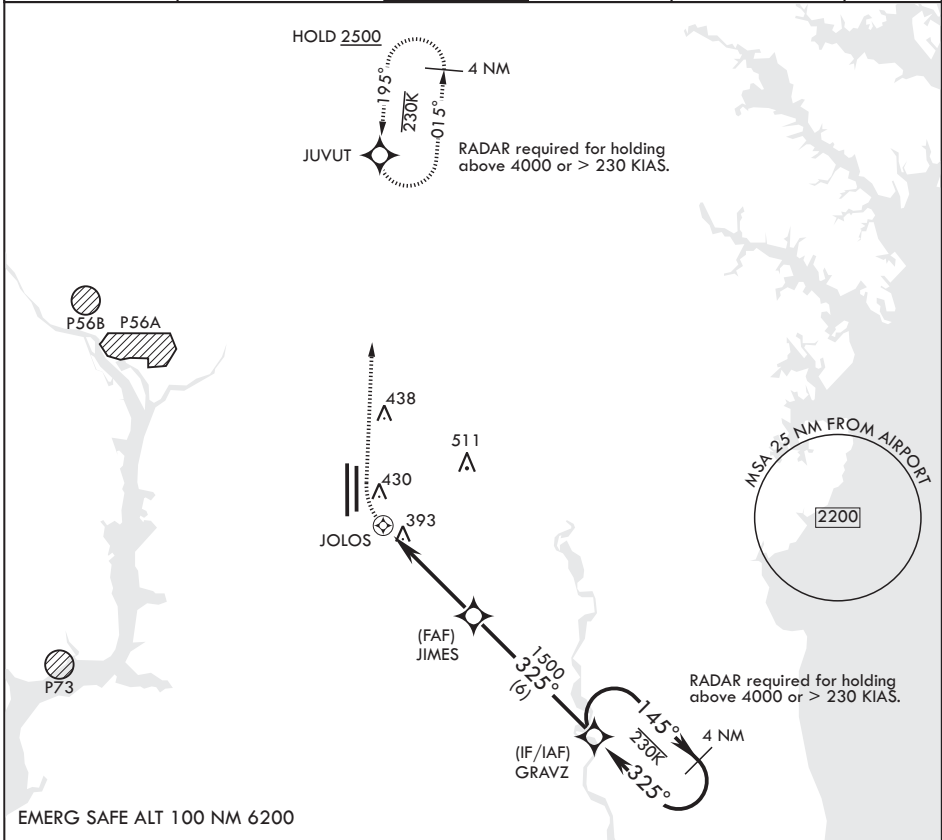 HOLD 2500
4 NM
195°
230K
015°
JUVUT
RADAR required for holding
above 4000 or > 230 KIAS.
P56B
P56A
438
511
430
393
JOLOS
MSA 25 NM FROM AIRPORT
2200
(FAF)
JIMES
1500
325°
(6)
P73
RADAR required for holding
above 4000 or > 230 KIAS.
145°
4 NM
230K
325°
(IF/IAF)
GRAVZ
EMERG SAFE ALT 100 NM 6200